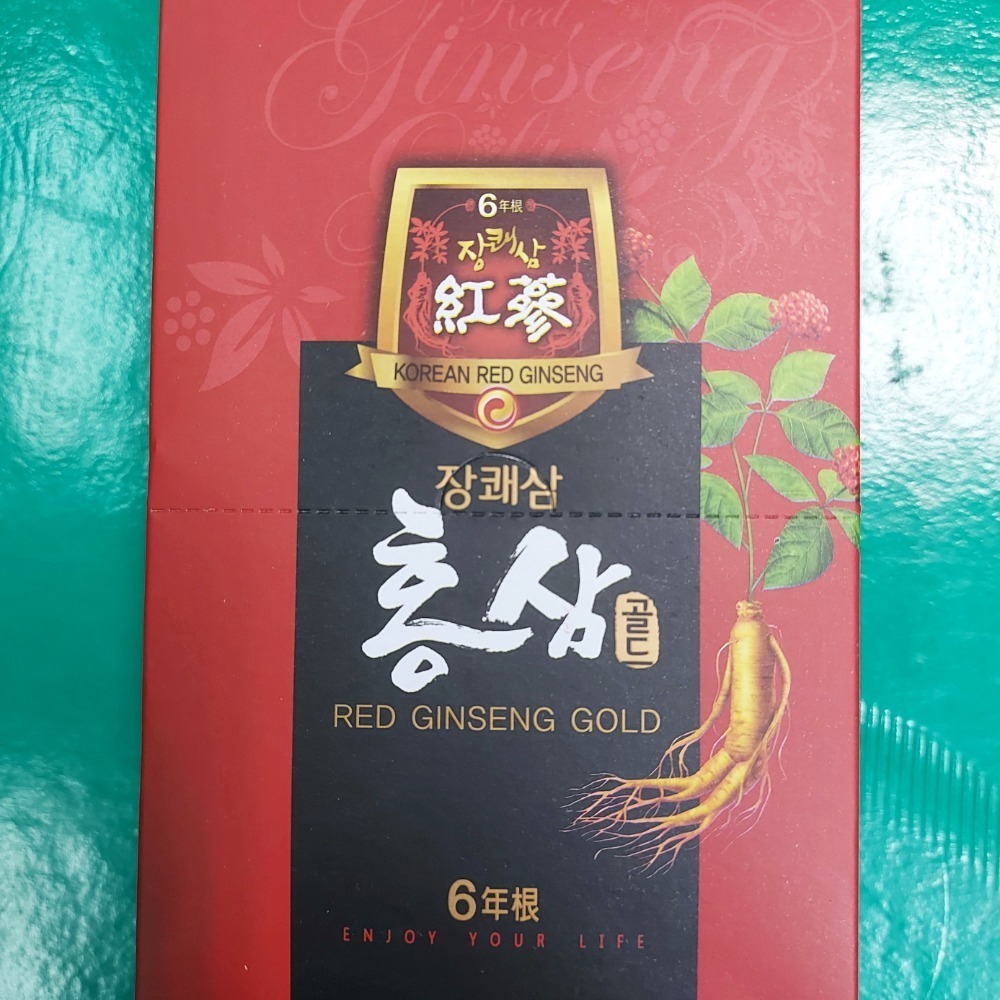 Red
Ginseng
6年根
장쾌삼
紅蔘
KOREAN RED GINSENG
장쾌삼
홍삼
골드
RED GINSENG GOLD
6年根
ENJOY YOUR LIFE